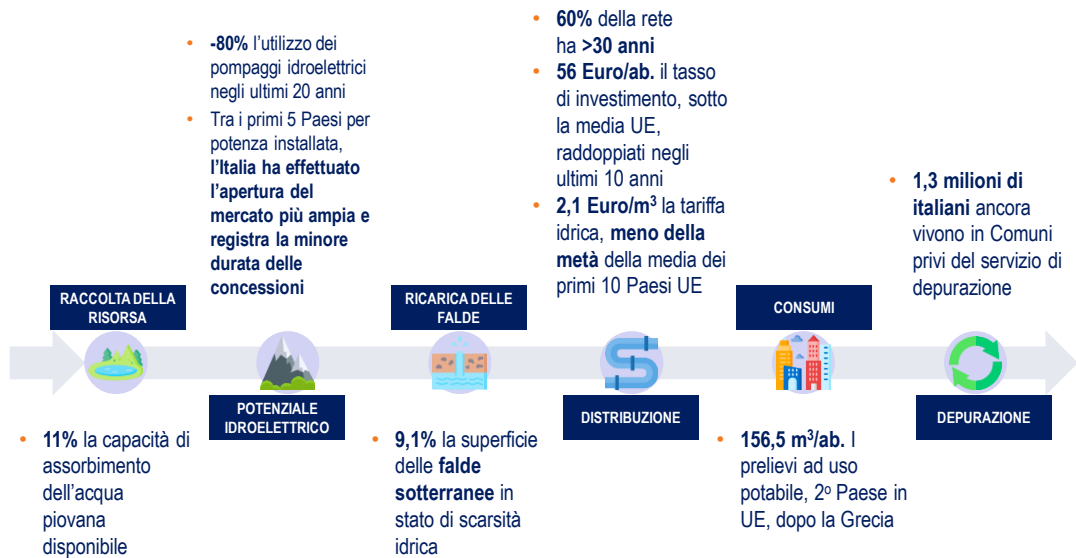 • -80% l'utilizzo dei
pompaggi idroelettrici
negli ultimi 20 anni
• Tra i primi 5 Paesi per
potenza installata,
l'Italia ha effettuato
l'apertura del
mercato più ampia e
registra la minore
durata delle
concessioni
• 60% della rete
ha >30 anni
• 56 Euro/ab. il tasso
di investimento, sotto
la media UE,
raddoppiati negli
ultimi 10 anni
• 2,1 Euro/m³ la tariffa
idrica, meno della
metà della media dei
primi 10 Paesi UE
• 1,3 milioni di
italiani ancora
vivono in Comuni
privi del servizio di
depurazione
RACCOLTA DELLA
RISORSA
RICARICA DELLE
FALDE
CONSUMI
POTENZIALE
IDROELETTRICO
DISTRIBUZIONE
DEPURAZIONE
• 11% la capacità di
assorbimento
dell'acqua
piovana
disponibile
• 9,1% la superficie
delle falde
sotterranee in
stato di scarsità
idrica
• 156,5 m³/ab. I
prelievi ad uso
potabile, 2º Paese in
UE, dopo la Grecia